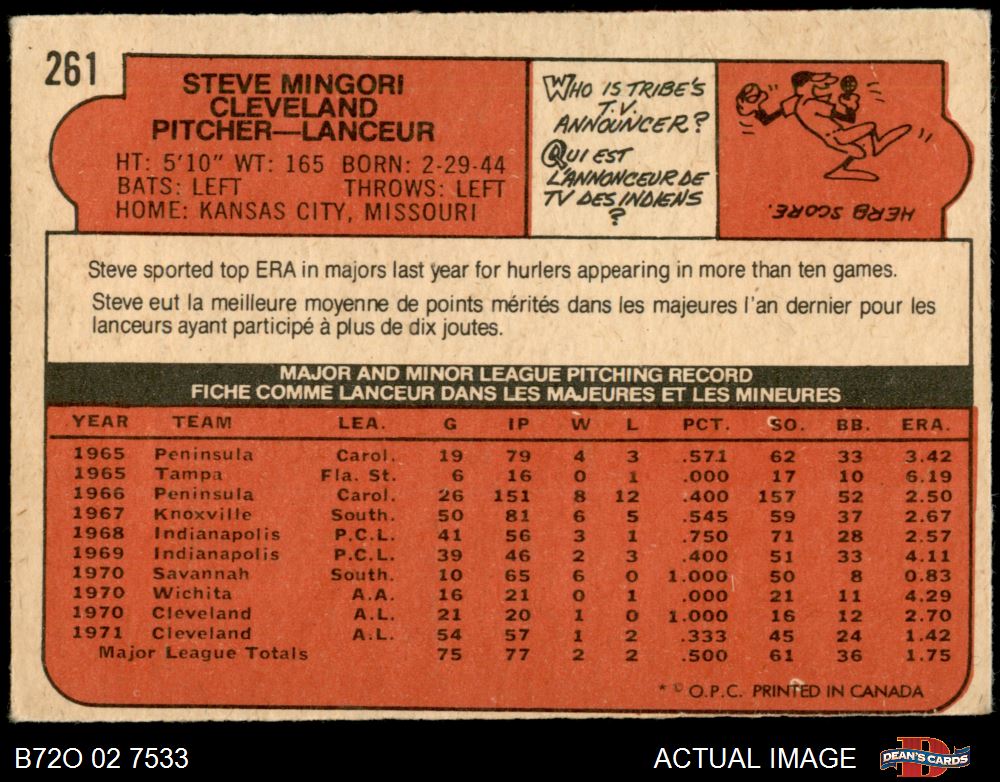 261
STEVE MINGORI
CLEVELAND
PITCHER—LANCEUR
HT: 5'10" WT: 165 BORN: 2-29-44
BATS: LEFT THROWS: LEFT
HOME: KANSAS CITY, MISSOURI
WHO IS TRIBE'S
T.V.
ANNOUNCER?
QUI EST
L'ANNONCEUR DE
TV DES INDIENS
?
HERB SCORE.
Steve sported top ERA in majors last year for hurlers appearing in more than ten games.
Steve eut la meilleure moyenne de points mérités dans les majeures l'an dernier pour les
lanceurs ayant participé à plus de dix joutes.
MAJOR AND MINOR LEAGUE PITCHING RECORD
FICHE COMME LANCEUR DANS LES MAJEURES ET LES MINEURES
YEAR TEAM LEA. G IP W L PCT. SO. BB. ERA.
1965 Peninsula Carol. 19 79 4 3 .571 62 33 3.42
1965 Tampa Fla. St. 6 16 0 1 .000 17 10 6.19
1966 Peninsula Carol. 26 151 8 12 .400 157 52 2.50
1967 Knoxville South. 50 81 6 5 .545 59 37 2.67
1968 Indianapolis P.C.L. 41 56 3 1 .750 71 28 2.57
1969 Indianapolis P.C.L. 39 46 2 3 .400 51 33 4.11
1970 Savannah South. 10 65 6 0 1.000 50 8 0.83
1970 Wichita A.A. 16 21 0 1 .000 21 11 4.29
1970 Cleveland A.L. 21 20 1 0 1.000 16 12 2.70
1971 Cleveland A.L. 54 57 1 2 .333 45 24 1.42
Major League Totals 75 77 2 2 .500 61 36 1.75
* © O.P.C. PRINTED IN CANADA
B72O 02 7533
ACTUAL IMAGE
DEAN'S CARDS